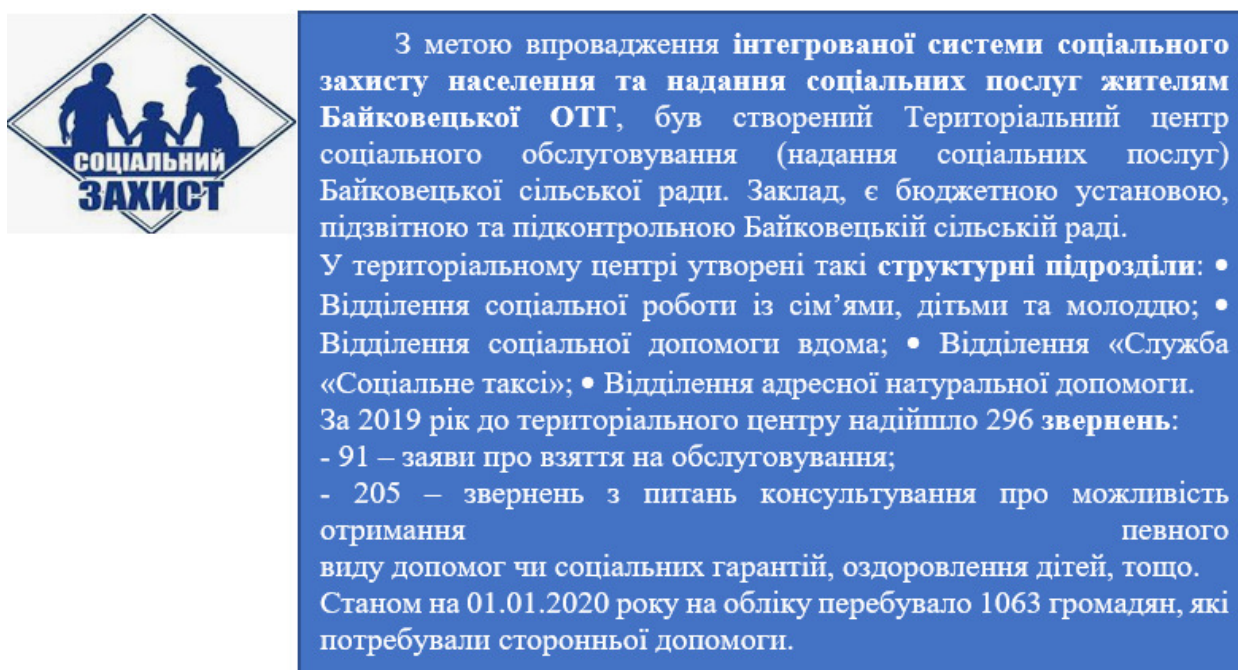 СОЦІАЛЬНИЙ
ЗАХИСТ
З метою впровадження інтегрованої системи соціального
захисту населення та надання соціальних послуг жителям
Байковецької ОТГ, був створений Територіальний центр
соціального обслуговування (надання соціальних послуг)
Байковецької сільської ради. Заклад, є бюджетною установою,
підзвітною та підконтрольною Байковецькій сільській раді.
У територіальному центрі утворені такі структурні підрозділи: •
Відділення соціальної роботи із сім’ями, дітьми та молоддю; •
Відділення соціальної допомоги вдома; • Відділення «Служба
«Соціальне таксі»; • Відділення адресної натуральної допомоги.
За 2019 рік до територіального центру надійшло 296 звернень:
- 91 – заяви про взяття на обслуговування;
- 205 – звернень з питань консультування про можливість
отримання певного
виду допомог чи соціальних гарантій, оздоровлення дітей, тощо.
Станом на 01.01.2020 року на обліку перебувало 1063 громадян, які
потребували сторонньої допомоги.